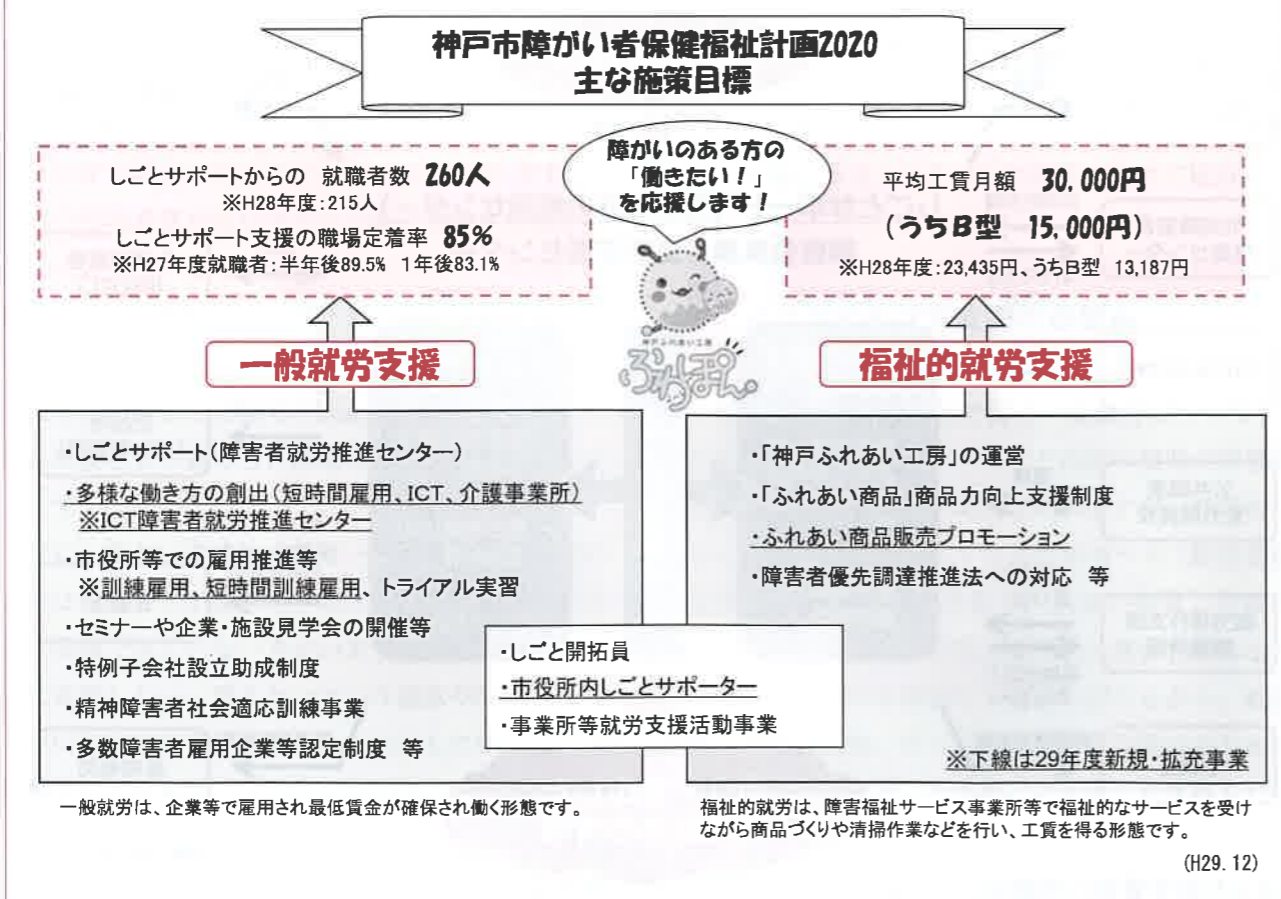 神戸市障がい者保健福祉計画2020
主な施策目標
障がいのある方の
「働きたい！」
を応援します！
しごとサポートからの 就職者数 260人
※H28年度：215人
しごとサポート支援の職場定着率 85%
※H27年度就職者：半年後89.5% 1年後83.1%
平均工賃月額 30,000円
(うちB型 15,000円)
※H28年度：23,435円、うちB型 13,187円
神戸ふれあい工房
ふれぽん。
一般就労支援
福祉的就労支援
・しごとサポート(障害者就労推進センター)
・多様な働き方の創出(短時間雇用、ICT、介護事業所)
※ICT障害者就労推進センター
・市役所等での雇用推進等
※訓練雇用、短時間訓練雇用、トライアル実習
・セミナーや企業・施設見学会の開催等
・特例子会社設立助成制度
・精神障害者社会適応訓練事業
・多数障害者雇用企業等認定制度 等
・しごと開拓員
・市役所内しごとサポーター
・事業所等就労支援活動事業
・「神戸ふれあい工房」の運営
・「ふれあい商品」商品力向上支援制度
・ふれあい商品販売プロモーション
・障害者優先調達推進法への対応 等
※下線は29年度新規・拡充事業
一般就労は、企業等で雇用され最低賃金が確保され働く形態です。
福祉的就労は、障害福祉サービス事業所等で福祉的なサービスを受け
ながら商品づくりや清掃作業などを行い、工賃を得る形態です。
(H29.12)